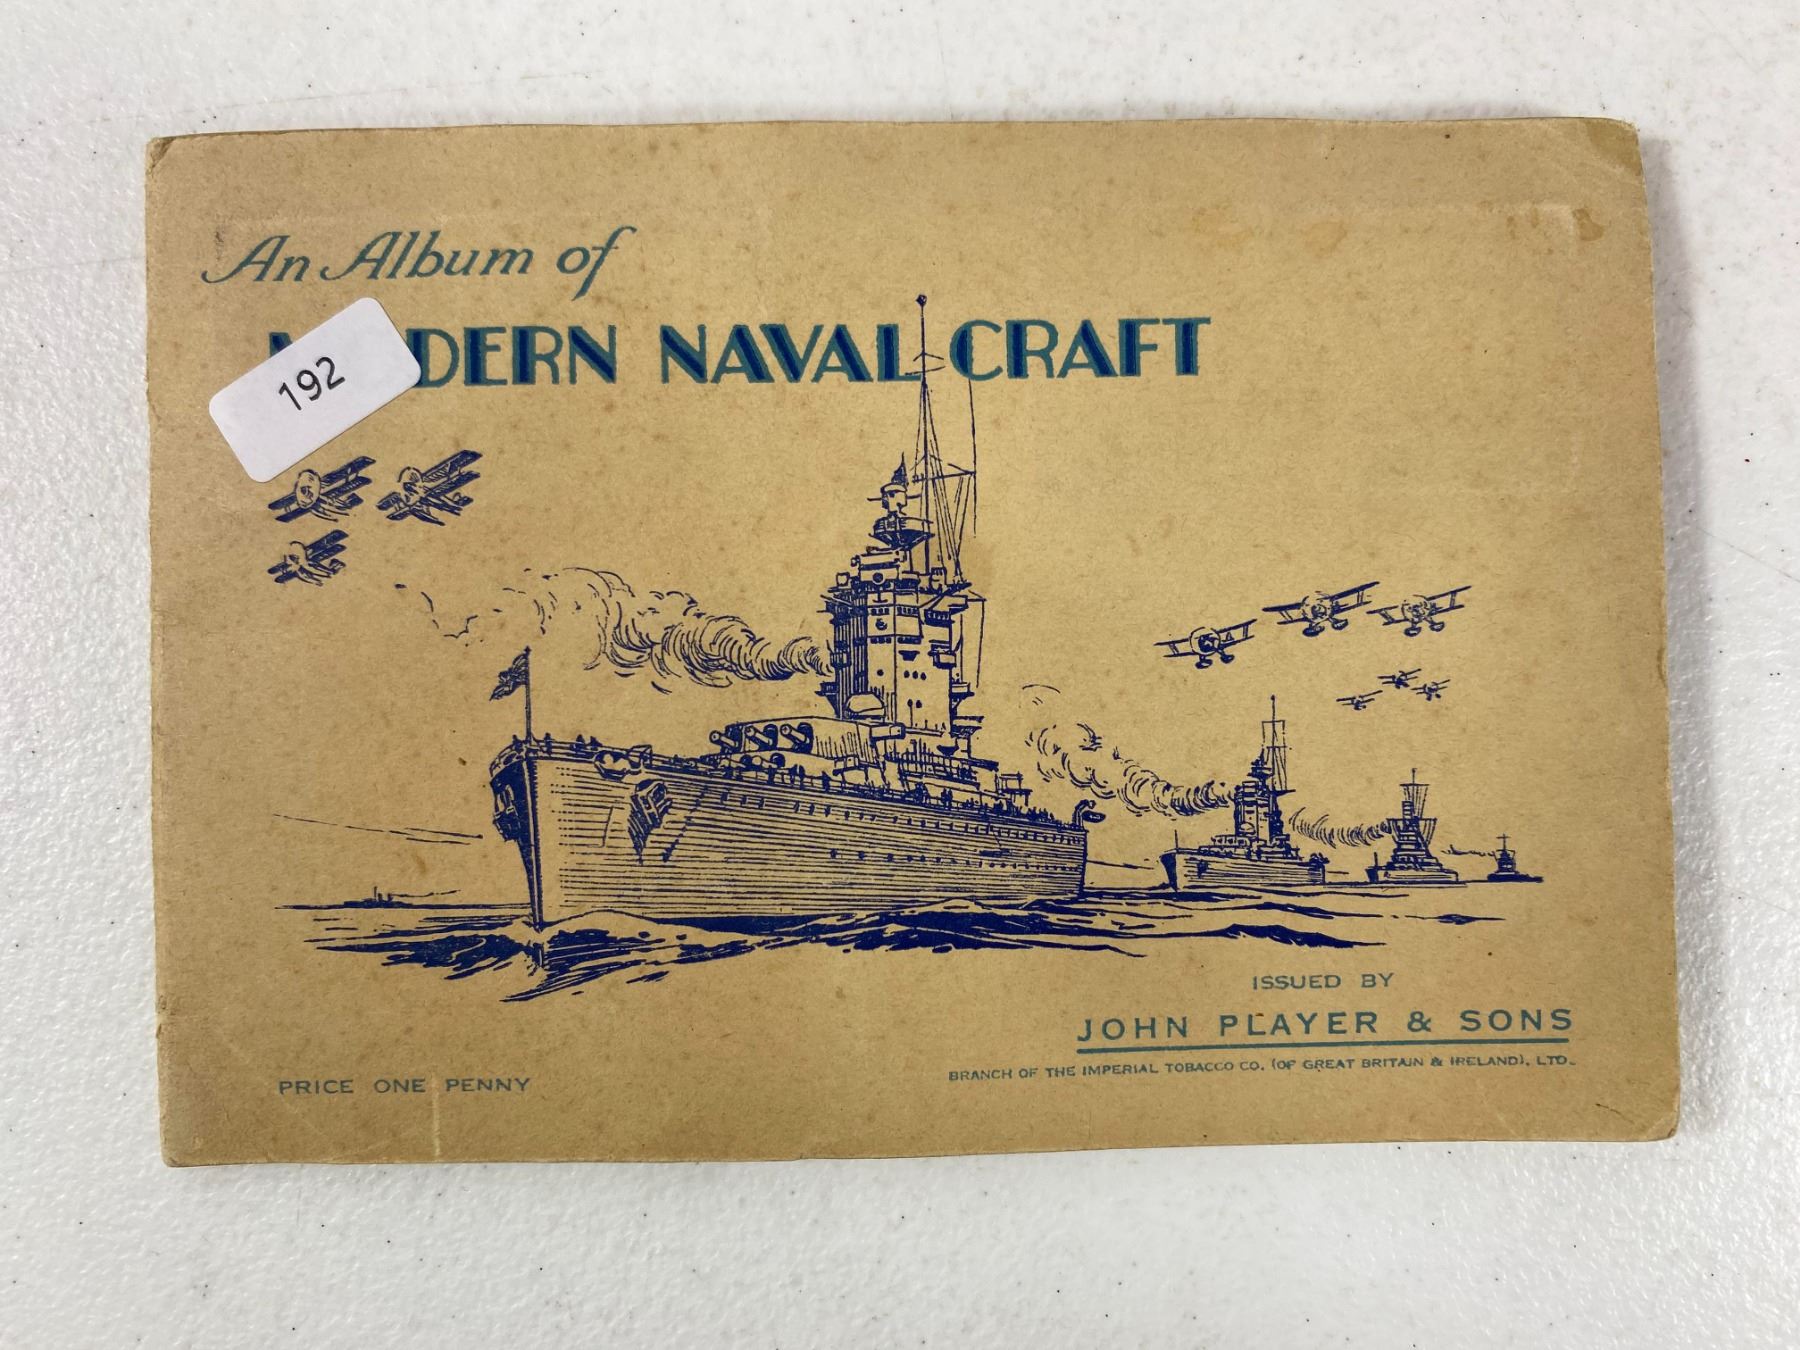 An Album of
MODERN NAVAL CRAFT
192
ISSUED BY
JOHN PLAYER & SONS
BRANCH OF THE IMPERIAL TOBACCO CO. (OF GREAT BRITAIN & IRELAND), LTD.
PRICE ONE PENNY